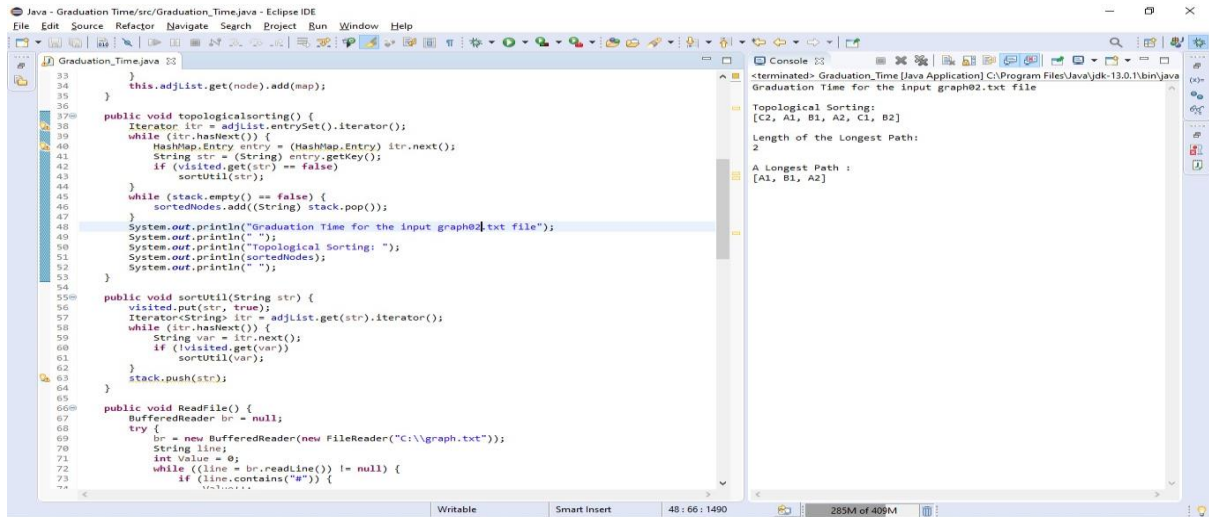 Java - Graduation Time/src/Graduation_Time.java - Eclipse IDE
File Edit Source Refactor Navigate Search Project Run Window Help
Graduation_Time.java
33 }
34 this.adjList.get(node).add(map);
35 }
36
37 public void topologicalsorting() {
38 Iterator itr = adjList.entrySet().iterator();
39 while (itr.hasNext()) {
40 HashMap.Entry entry = (HashMap.Entry) itr.next();
41 String str = (String) entry.getKey();
42 if (visited.get(str) == false)
43 sortUtil(str);
44 }
45 while (stack.empty() == false) {
46 sortedNodes.add((String) stack.pop());
47 }
48 System.out.println("Graduation Time for the input graph02.txt file");
49 System.out.println(" ");
50 System.out.println("Topological Sorting: ");
51 System.out.println(sortedNodes);
52 System.out.println(" ");
53 }
54
55 public void sortUtil(String str) {
56 visited.put(str, true);
57 Iterator<String> itr = adjList.get(str).iterator();
58 while (itr.hasNext()) {
59 String var = itr.next();
60 if (!visited.get(var))
61 sortUtil(var);
62 }
63 stack.push(str);
64 }
65
66 public void ReadFile() {
67 BufferedReader br = null;
68 try {
69 br = new BufferedReader(new FileReader("C:\\graph.txt"));
70 String line;
71 int Value = 0;
72 while ((line = br.readLine()) != null) {
73 if (line.contains("#")) {
Console
<terminated> Graduation_Time [Java Application] C:\Program Files\Java\jdk-13.0.1\bin\java
Graduation Time for the input graph02.txt file
Topological Sorting:
[C2, A1, B1, A2, C1, B2]
Length of the Longest Path:
2
A Longest Path :
[A1, B1, A2]
Writable Smart Insert 48 : 66 : 1490 285M of 409M